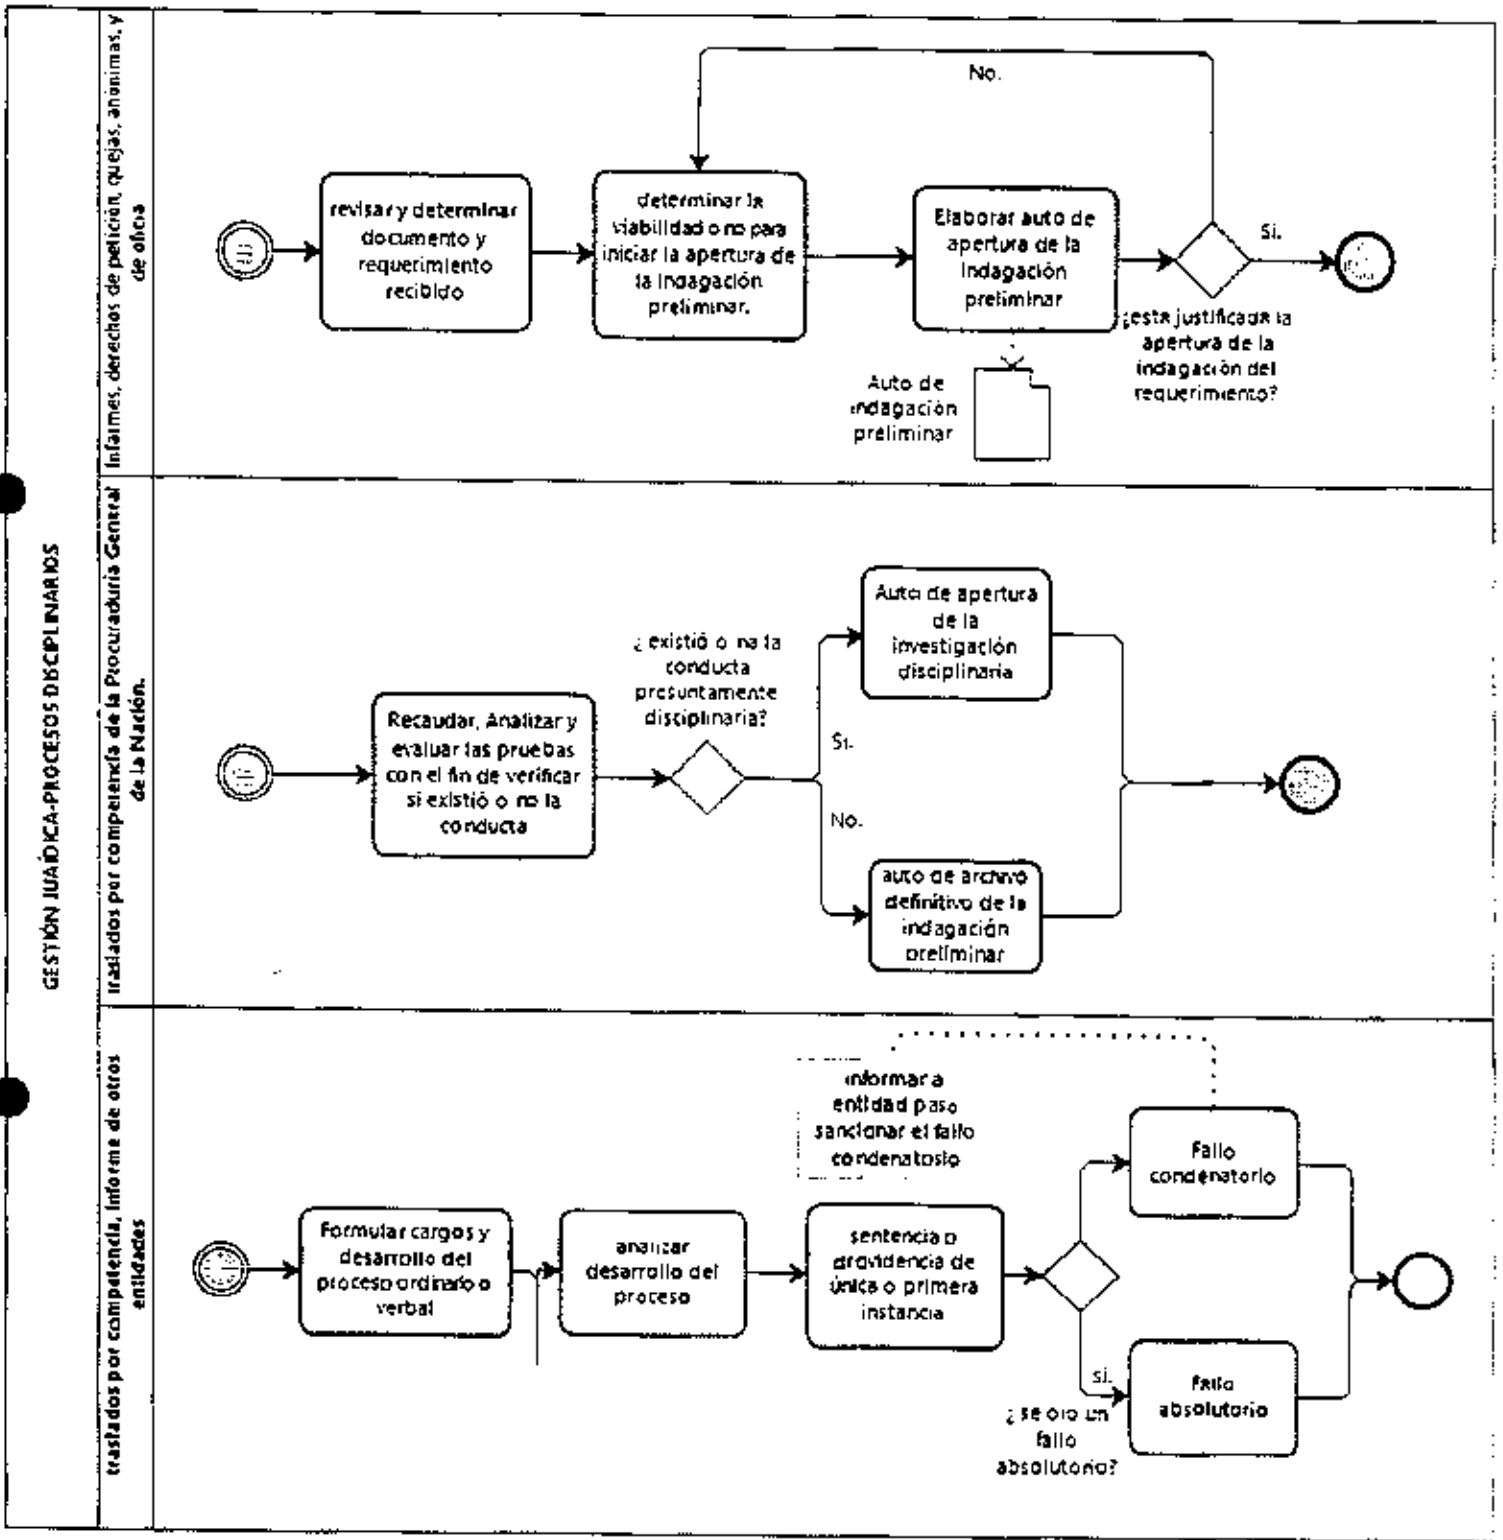 GESTIÓN JUAÍDICA-PROCESOS DISCIPLINARIOS
Infaimes, derechos de petición, quejas, anúnimas, y
de oficia
No.
revisar y determinar
documento y
requerimiento
recibido
determinar la
viabilidad o no para
iniciar la apertura de
la indagación
preliminar.
Elaborar auto de
apertura de la
Indagación
preliminar
Si.
¿esta justificada la
apertura de la
indagación del
requerimiento?
Auto de
indagación
preliminar
traslados por competencia de la Procuraduría General
de la Nación.
Recaudar, Analizar y
evaluar las pruebas
con el fin de verificar
si existió o no la
conducta
¿ existió o na la
conducta
presuntamente
disciplinaria?
Si.
No.
Auto de apertura
de la
investigación
disciplinaria
auto de archivo
definitivo de la
indagación
preliminar
traslados por competencia, informe de otros
entidades
Formular cargos y
desarrollo del
proceso ordinario o
verbal
analizar
desarrollo del
proceso
sentencia o
providencia de
única o primera
instancia
informar a
entidad paso
sancionar el fallo
condenatosio
Fallo
condenatorio
si.
¿ se dio un
fallo
absolutorio?
Fallo
absolutorio